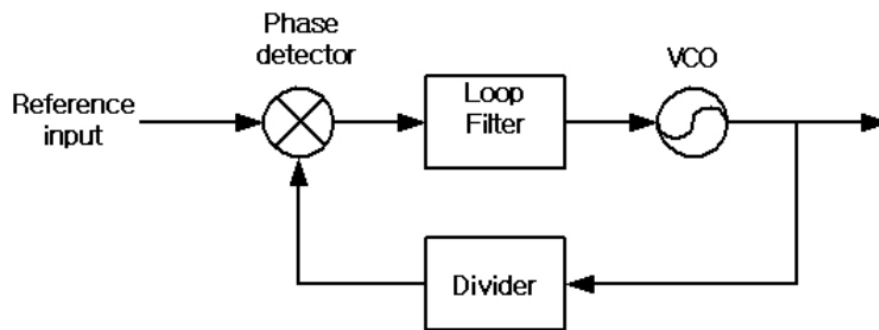 Phase
detector
VCO
Reference
input
Loop
Filter
Divider